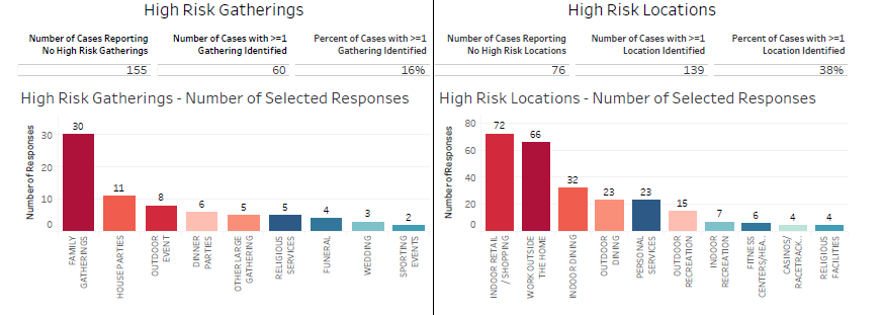 High Risk Gatherings
Number of Cases Reporting
No High Risk Gatherings
Number of Cases with >=1
Gathering Identified
Percent of Cases with >=1
Gathering Identified
155
60
16%
High Risk Gatherings - Number of Selected Responses
Number of Responses
30
20
10
0
30
11
8
6
5
5
4
3
2
FAMILY
GATHERINGS
HOUSE PARTIES
OUTDOOR
EVENT
DINNER
PARTIES
OTHER LARGE
GATHERING
RELIGIOUS
SERVICES
FUNERAL
WEDDING
SPORTING
EVENTS
High Risk Locations
Number of Cases Reporting
No High Risk Locations
Number of Cases with >=1
Location Identified
Percent of Cases with >=1
Location Identified
76
139
38%
High Risk Locations - Number of Selected Responses
Number of Responses
80
60
40
20
0
72
66
32
23
23
15
7
6
4
4
INDOOR RETAIL
/ SHOPPING
WORK OUTSIDE
THE HOME
INDOOR DINING
OUTDOOR
DINING
PERSONAL
SERVICES
OUTDOOR
RECREATION
INDOOR
RECREATION
FITNESS
CENTERS/HEA..
CASINOS/
RACETRACK..
RELIGIOUS
FACILITIES